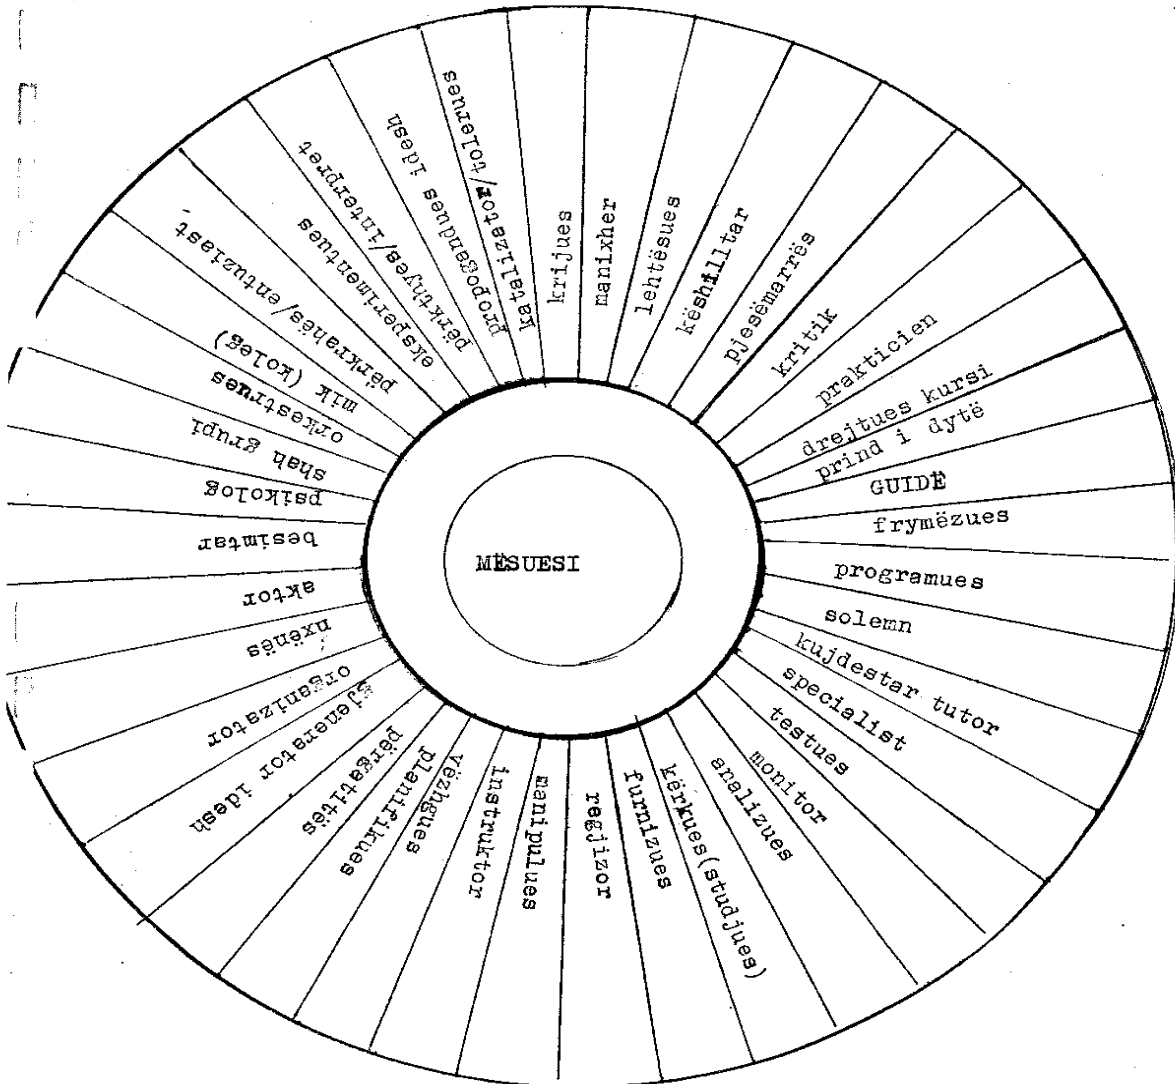 MËSUESI
krijues
manixher
lehtësues
këshilltar
pjesëmarrës
kritik
prakticien
drejtues kursi
prind i dytë
GUIDË
frymëzues
programues
solemn
kujdestar tutor
specialist
testues
monitor
analizues
kërkues(studjues)
furnizues
regjizor
manipulues
instruktor
vëzhgues
planifikues
përgatitës
gjenerator idesh
organizator
nxënës
aktor
besimtar
psikolog
shah grupi
orkestrues
mik (koleg)
përkrahës/entuziast
eksperimentues
përkthyes/interpret
propogandues idesh
katalizator/tolerues